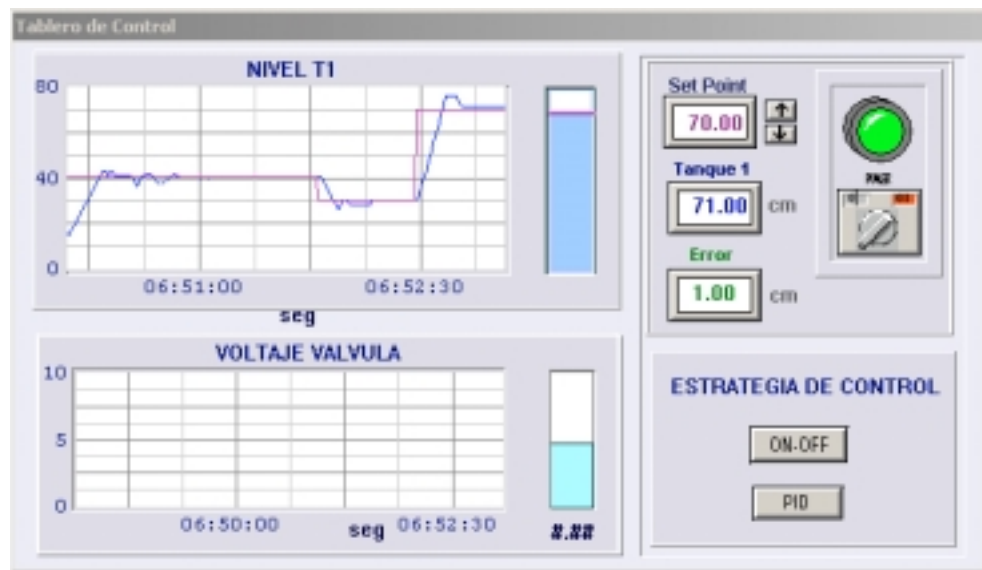 Tablero de Control
NIVEL T1
80
40
0
06:51:00 06:52:30
seg
VOLTAJE VALVULA
10
5
0
06:50:00 seg 06:52:30
#.##
Set Point
70.00
Tanque 1
71.00 cm
Error
1.00 cm
ESTRATEGIA DE CONTROL
ON-OFF
PID